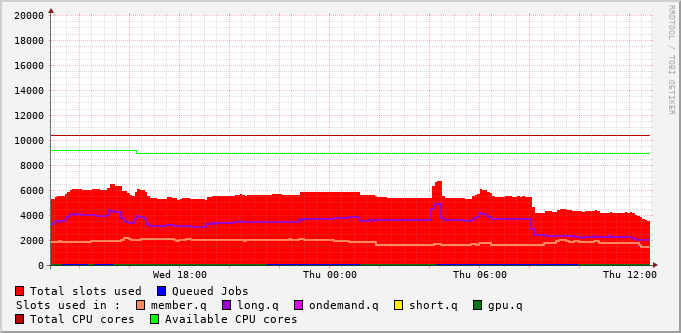 20000
18000
16000
14000
12000
10000
8000
6000
4000
2000
0
Wed 18:00 Thu 00:00 Thu 06:00 Thu 12:00
RRDTOOL / TOBI OETIKER
Total slots used Queued Jobs
Slots used in : member.q long.q ondemand.q short.q gpu.q
Total CPU cores Available CPU cores